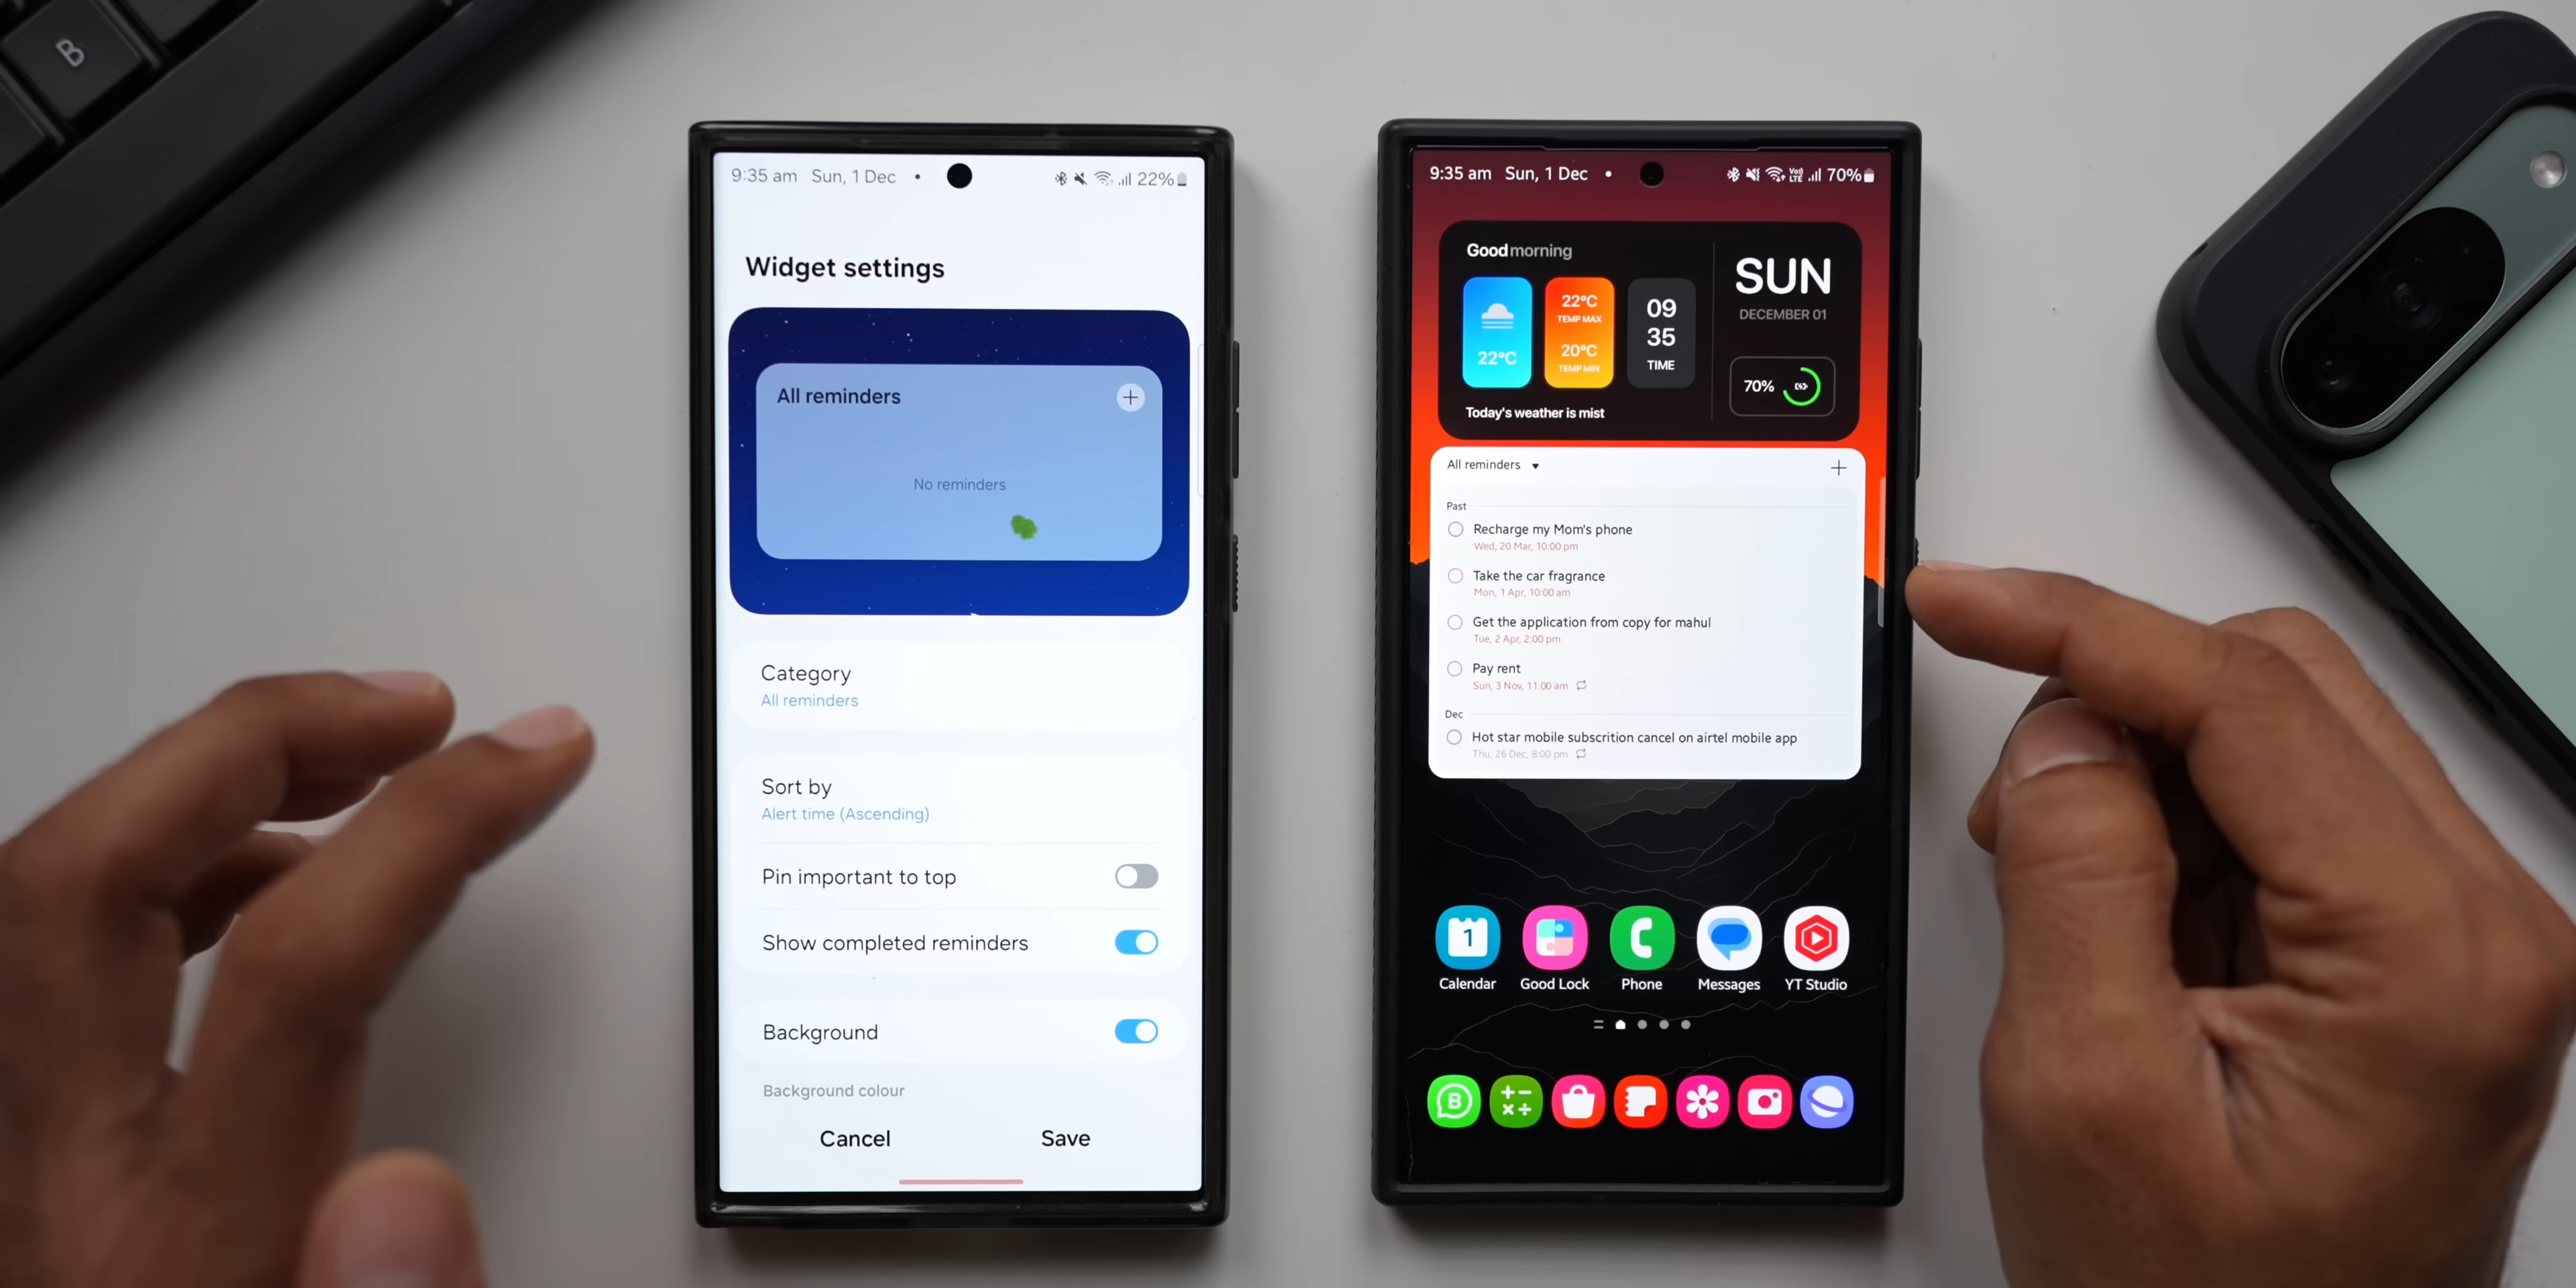 B
9:35 am Sun, 1 Dec
22%
Widget settings
All reminders
No reminders
Category
All reminders
Sort by
Alert time (Ascending)
Pin important to top
Show completed reminders
Background
Background colour
Cancel Save
9:35 am Sun, 1 Dec
Vo) LTE 70%
Good morning
22°C
22°C
TEMP MAX
20°C
TEMP MIN
09
35
TIME
SUN
DECEMBER 01
70%
Today's weather is mist
All reminders
Past
Recharge my Mom's phone
Wed, 20 Mar, 10:00 pm
Take the car fragrance
Mon, 1 Apr, 10:00 am
Get the application from copy for mahul
Tue, 2 Apr, 2:00 pm
Pay rent
Sun, 3 Nov, 11:00 am
Dec
Hot star mobile subscrition cancel on airtel mobile app
Thu, 26 Dec, 8:00 pm
1
Calendar Good Lock Phone Messages YT Studio
B